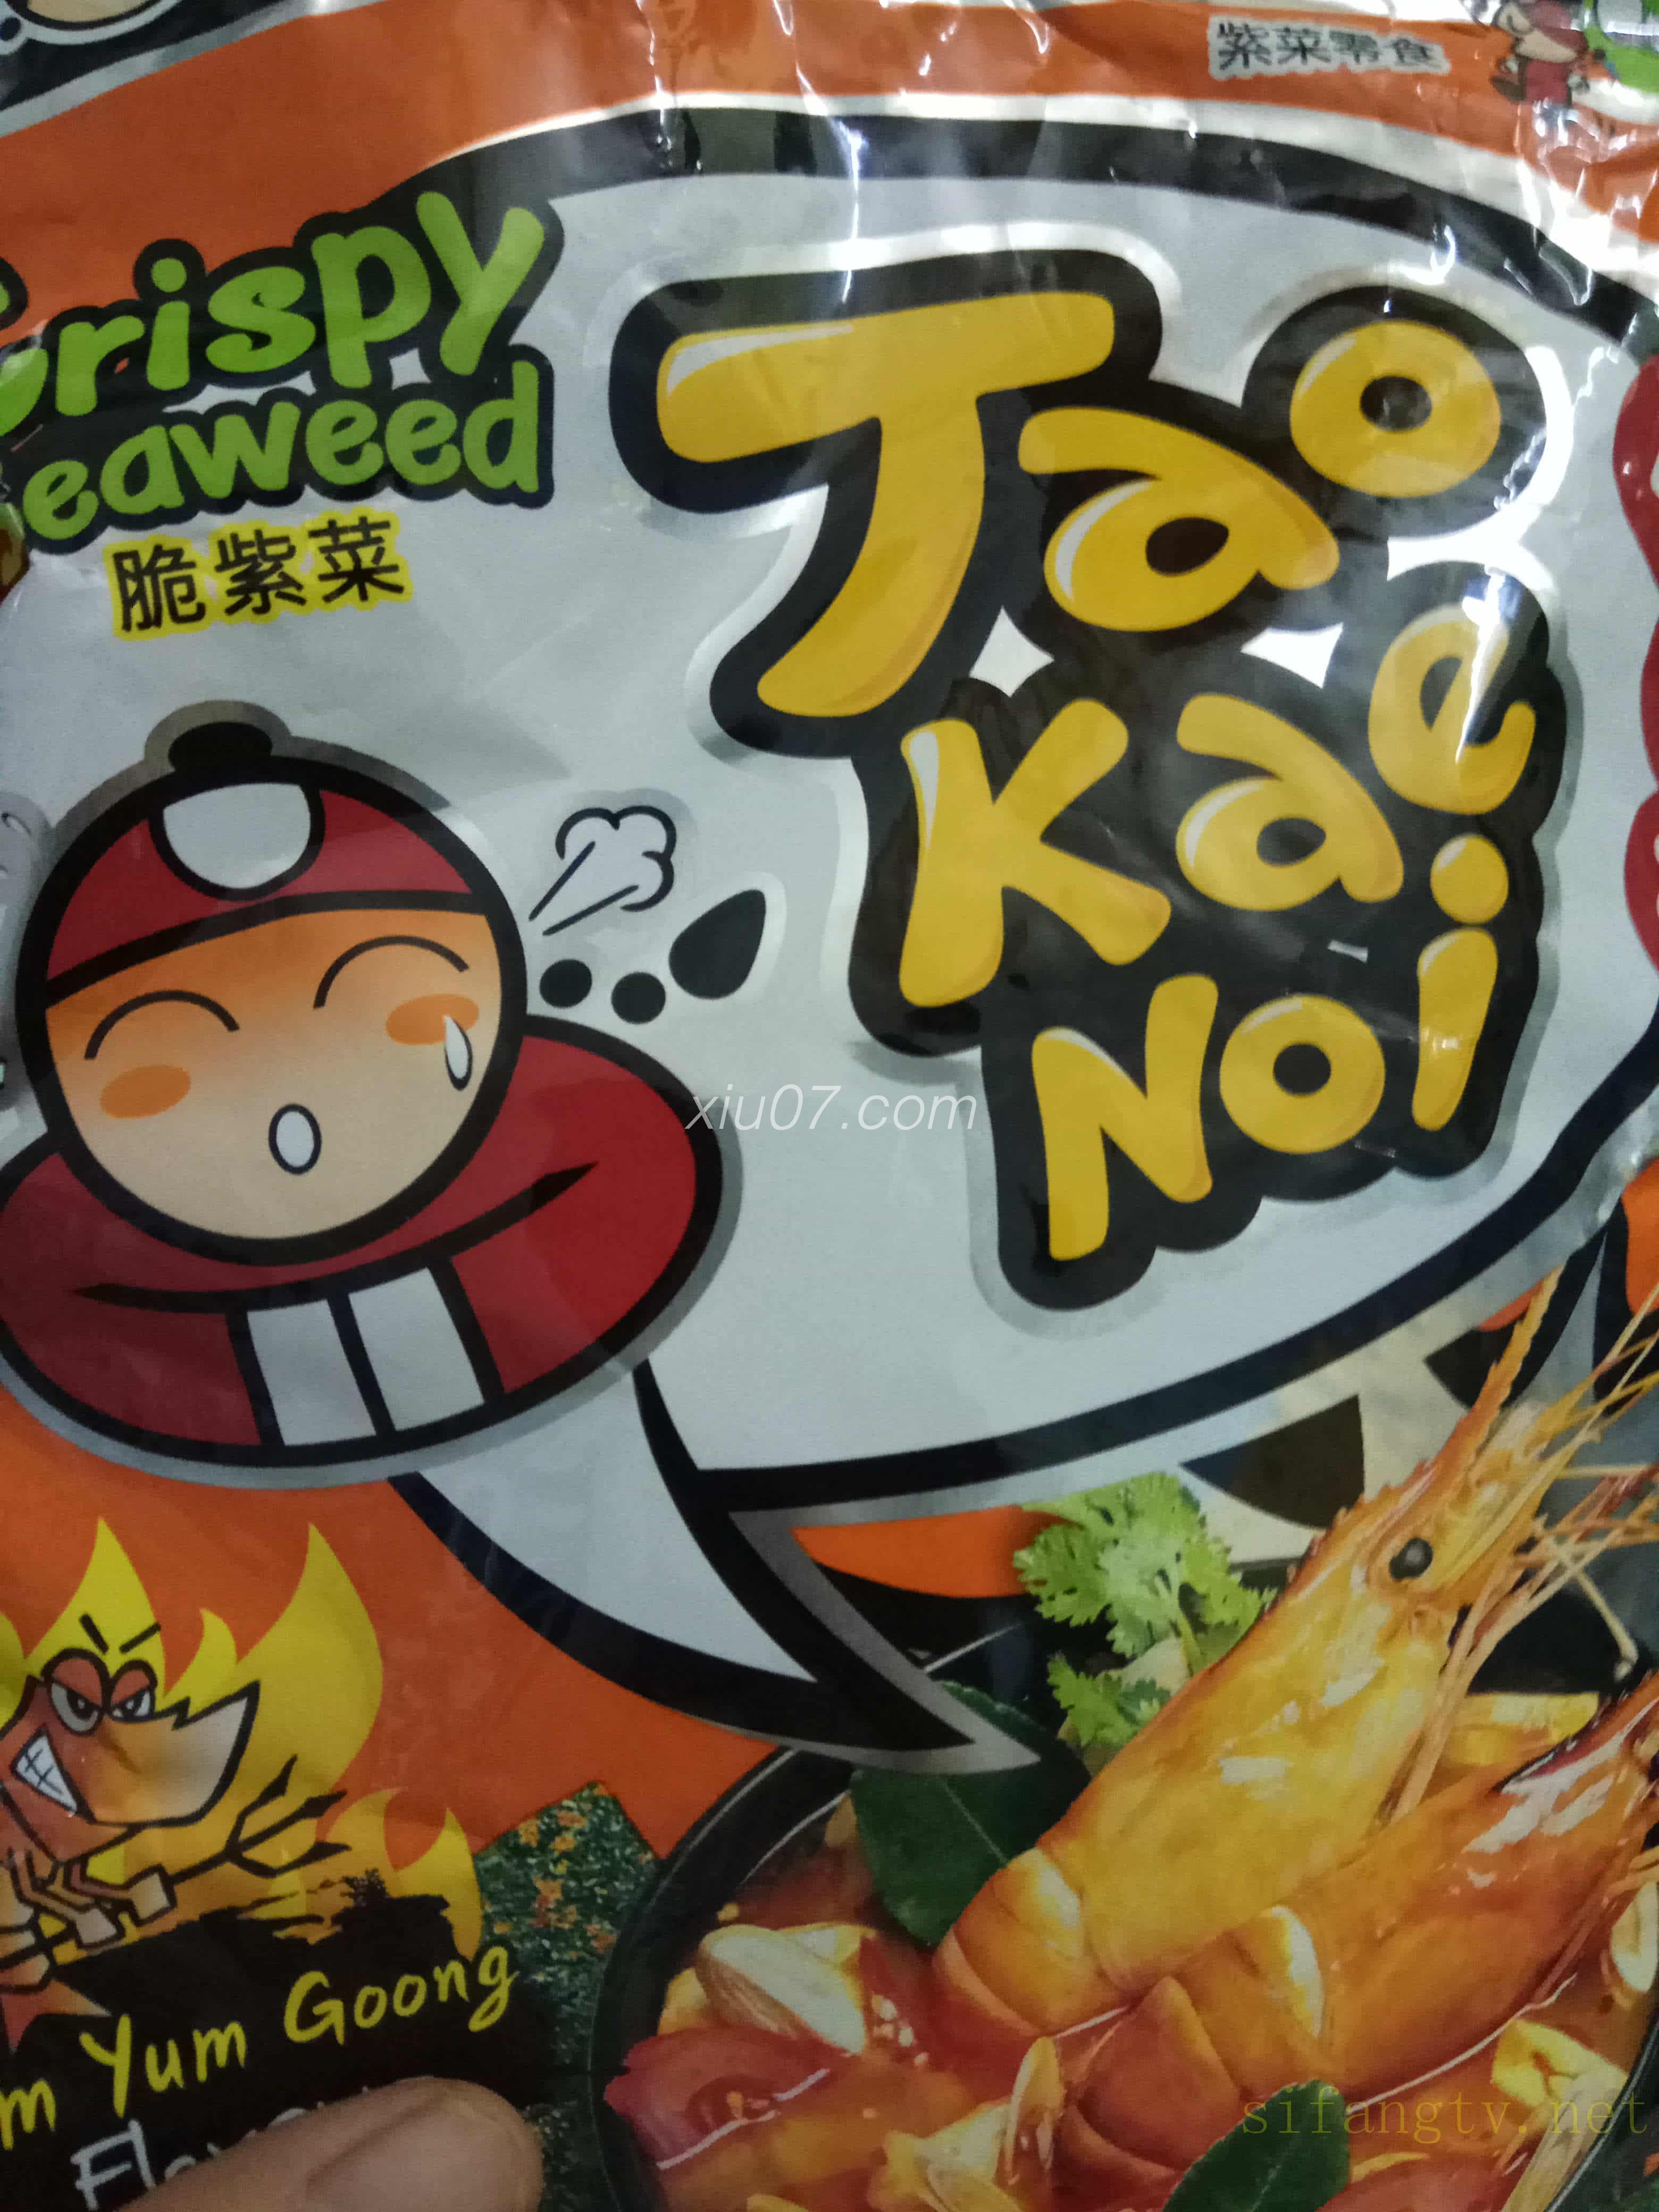 紫菜零食
Crispy
Seaweed
脆紫菜
Tao
Kae
Noi
xiu07.com
Yum Goong
sifangtv.net